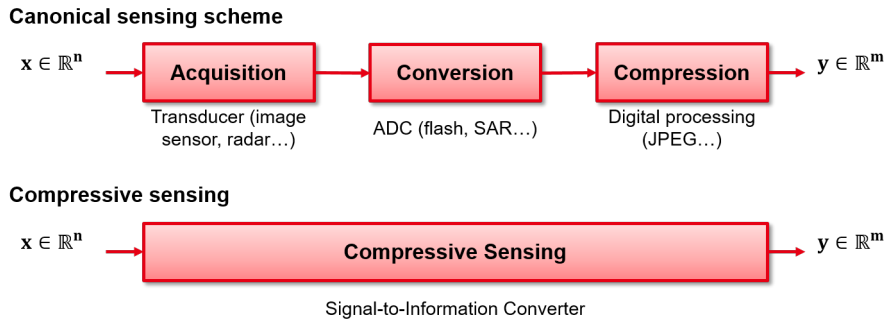 Canonical sensing scheme
x ∈ ℝⁿ
Acquisition
Conversion
Compression
y ∈ ℝᵐ
Transducer (image
sensor, radar…)
ADC (flash, SAR…)
Digital processing
(JPEG…)
Compressive sensing
x ∈ ℝⁿ
Compressive Sensing
y ∈ ℝᵐ
Signal-to-Information Converter